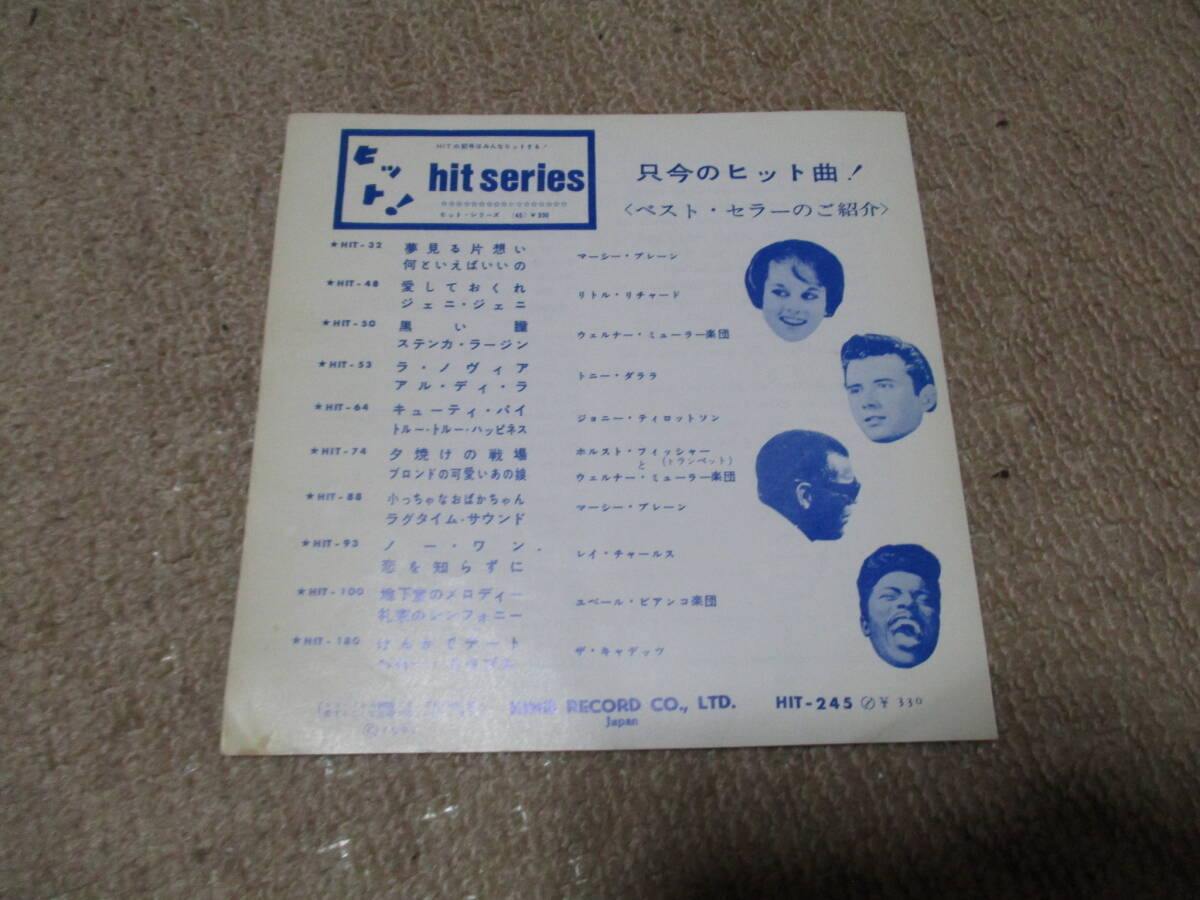 HITの記号はみんなヒットする!
ヒット!
hit series
ヒット・シリーズ (45) ¥330
只今のヒット曲!
〈ベスト・セラーのご紹介〉
★HIT-32 夢見る片想い マーシー・ブレーン
何といえばいいの
★HIT-48 愛しておくれ リトル・リチャード
ジェニ・ジェニ
★HIT-50 黒い瞳 ウェルナー・ミューラー楽団
ステンカ・ラージン
★HIT-53 ラ・ノヴィア トニー・ダララ
アル・ディ・ラ
★HIT-64 キューティ・パイ ジョニー・ティロットソン
トルー・トルー・ハッピネス
★HIT-74 夕焼けの戦場 ホルスト・フィッシャー
と (トランペット)
ブロンドの可愛いあの娘 ウェルナー・ミューラー楽団
★HIT-88 小っちゃなおばかちゃん マーシー・ブレーン
ラグタイム・サウンド
★HIT-93 ノー・ワン レイ・チャールス
恋を知らずに
★HIT-100 地下室のメロディー ユベール・ビアンコ楽団
札束のシンフォニー
★HIT-180 けんかでデート ザ・キャデッツ
KING RECORD CO., LTD. HIT-245 ¥330
Japan